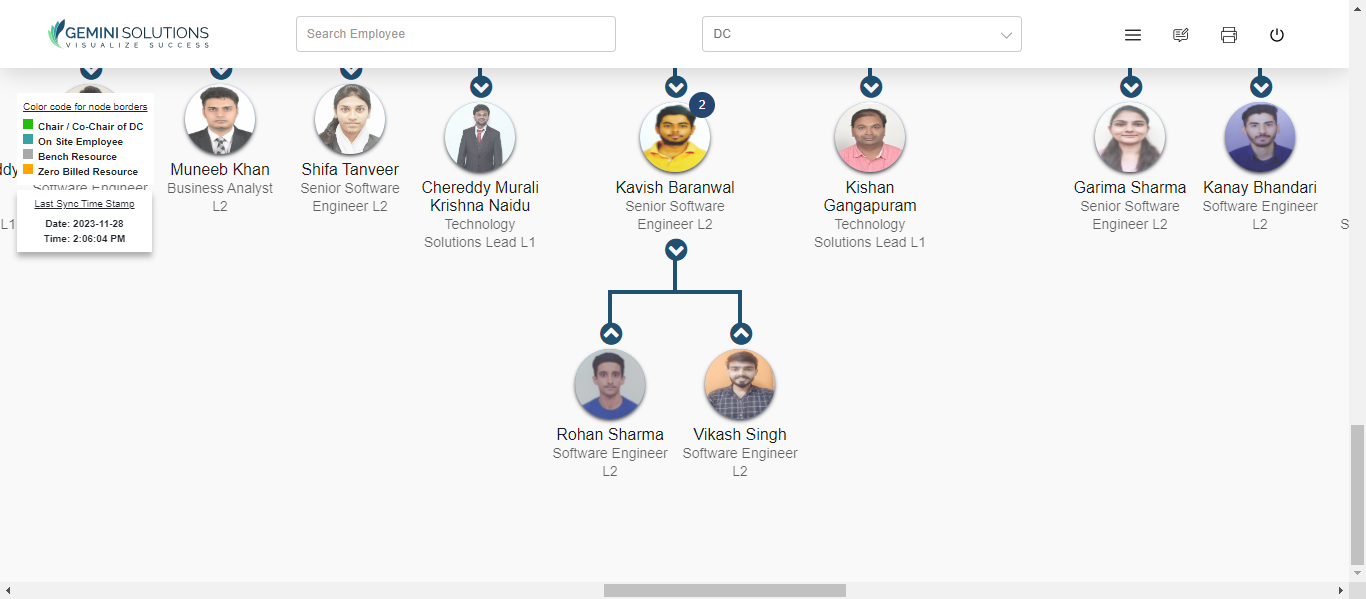 GEMINI SOLUTIONS
VISUALIZE SUCCESS
Search Employee
DC
Color code for node borders
Chair / Co-Chair of DC
On Site Employee
Bench Resource
Zero Billed Resource
Software Engineer
Last Sync Time Stamp
Date: 2023-11-28
Time: 2:06:04 PM
ddy
L1
Muneeb Khan
Business Analyst
L2
Shifa Tanveer
Senior Software
Engineer L2
Chereddy Murali
Krishna Naidu
Technology
Solutions Lead L1
2
Kavish Baranwal
Senior Software
Engineer L2
Kishan
Gangapuram
Technology
Solutions Lead L1
Garima Sharma
Senior Software
Engineer L2
Kanay Bhandari
Software Engineer
L2
S
Rohan Sharma
Software Engineer
L2
Vikash Singh
Software Engineer
L2